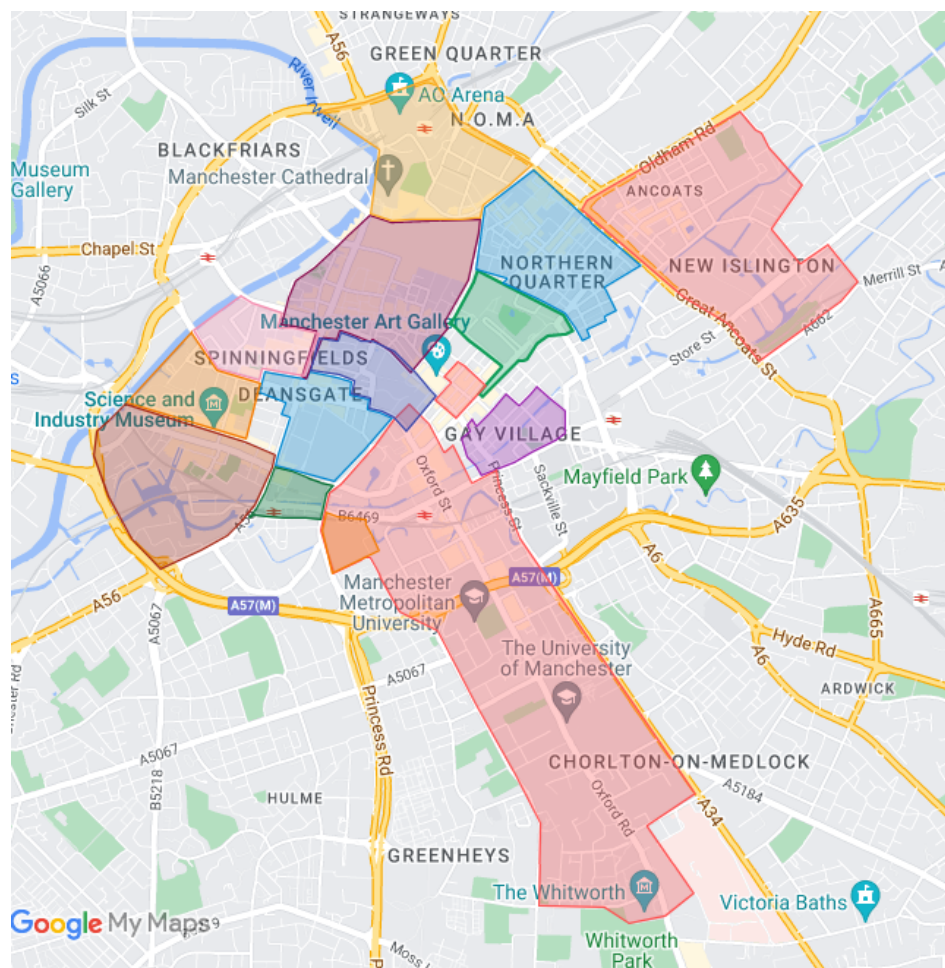 STRANGEWAYS
A56
GREEN QUARTER
River Irwell
AO Arena
N.O.M.A
Silk St
BLACKFRIARS
Oldham Rd
Museum
Gallery
Manchester Cathedral
ANCOATS
Chapel St
NORTHERN
QUARTER
NEW ISLINGTON
Merrill St
A5066
A662
Great Ancoats St
Manchester Art Gallery
Store St
SPINNINGFIELDS
DEANSGATE
Science and
Industry Museum
GAY VILLAGE
Oxford St
Princess St
Sackville St
Mayfield Park
A56
B6469
A635
A6
A57(M)
Manchester
Metropolitan
University
A56
A57(M)
A5067
A665
Hyde Rd
The University
of Manchester
A6
A5067
ARDWICK
Princess Rd
A5067
CHORLTON-ON-MEDLOCK
B5218
A5184
HULME
Oxford Rd
A34
GREENHEYS
The Whitworth
Victoria Baths
Google My Maps
Whitworth
Park